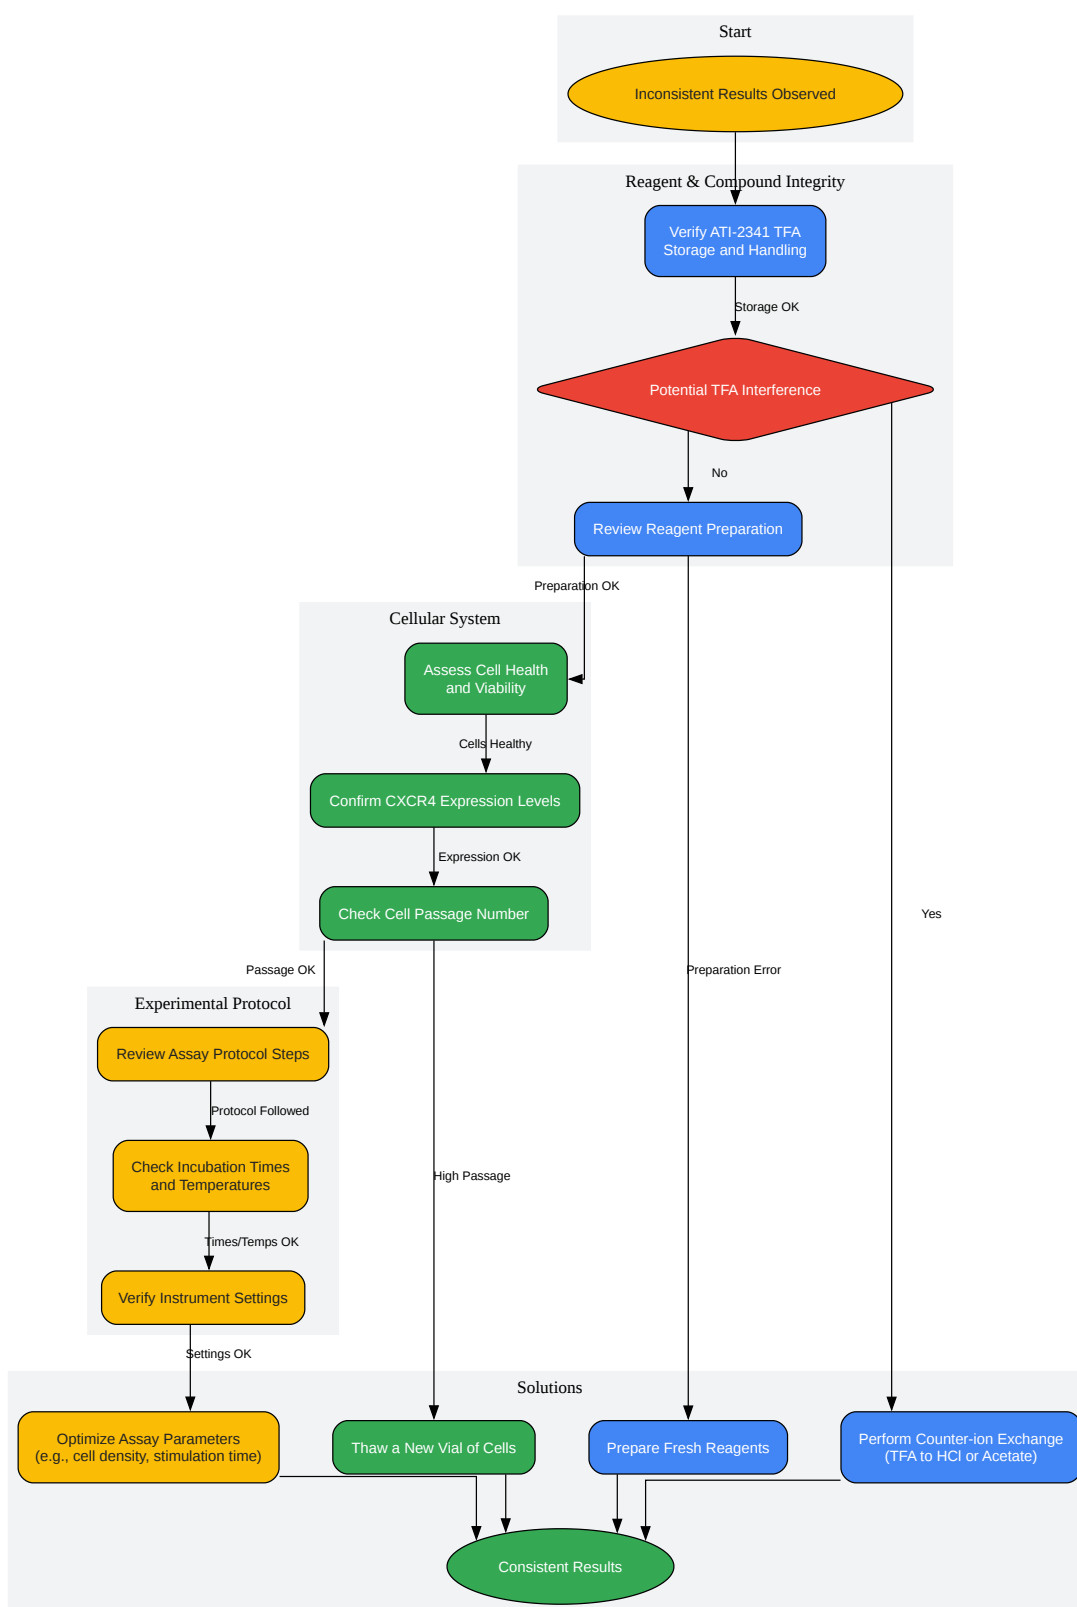 Start
Inconsistent Results Observed
Reagent & Compound Integrity
Verify ATI-2341 TFA
Storage and Handling
Storage OK
Potential TFA Interference
No
Review Reagent Preparation
Preparation OK
Cellular System
Assess Cell Health
and Viability
Cells Healthy
Confirm CXCR4 Expression Levels
Expression OK
Check Cell Passage Number
Yes
Passage OK
Preparation Error
Experimental Protocol
Review Assay Protocol Steps
Protocol Followed
Check Incubation Times
and Temperatures
High Passage
Times/Temps OK
Verify Instrument Settings
Settings OK
Solutions
Optimize Assay Parameters
(e.g., cell density, stimulation time)
Thaw a New Vial of Cells
Prepare Fresh Reagents
Perform Counter-ion Exchange
(TFA to HCl or Acetate)
Consistent Results